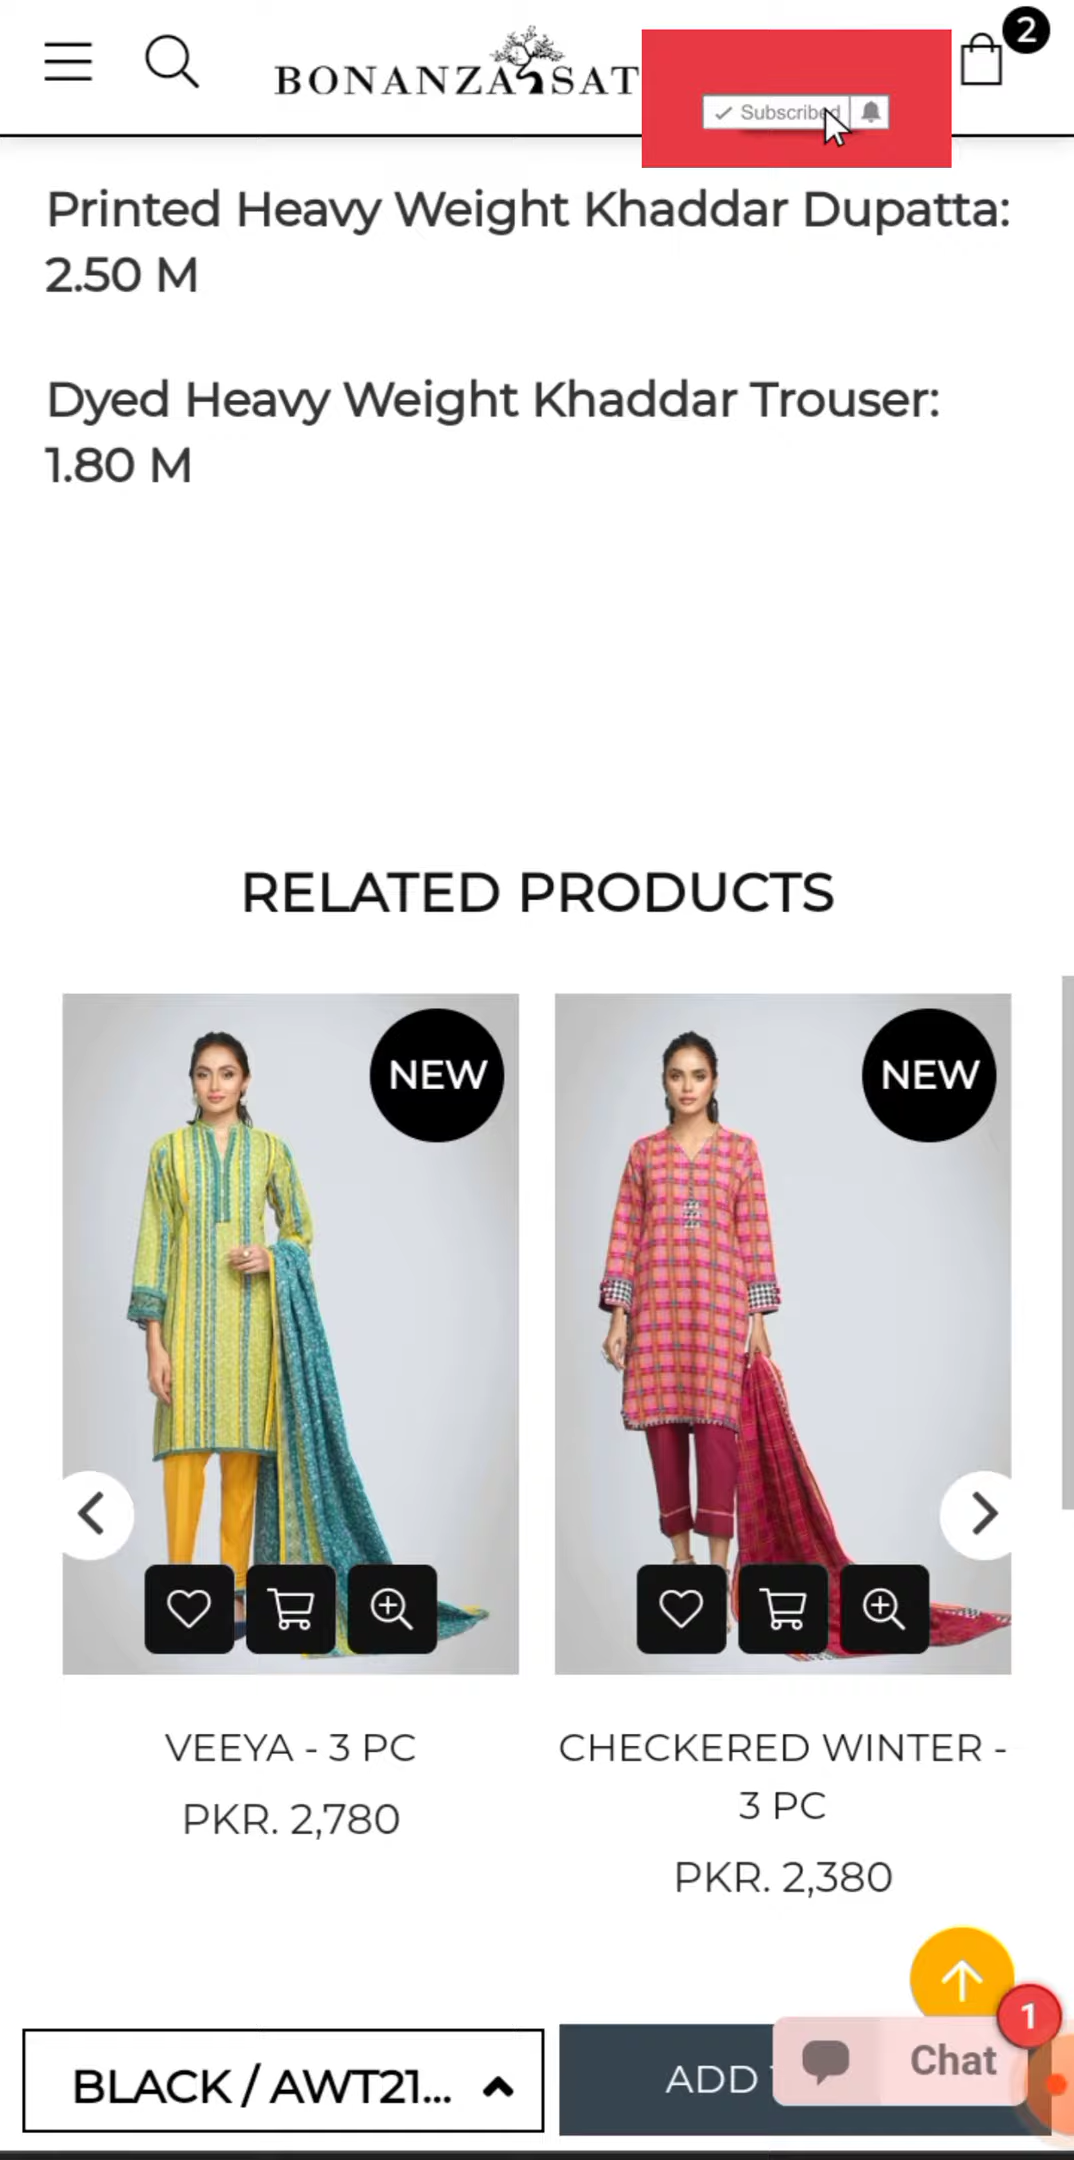 BONANZA SAT
2
Subscribed
Printed Heavy Weight Khaddar Dupatta:
2.50 M
Dyed Heavy Weight Khaddar Trouser:
1.80 M
RELATED PRODUCTS
NEW
NEW
VEEYA - 3 PC
PKR. 2,780
CHECKERED WINTER -
3 PC
PKR. 2,380
1
Chat
BLACK / AWT21...
ADD